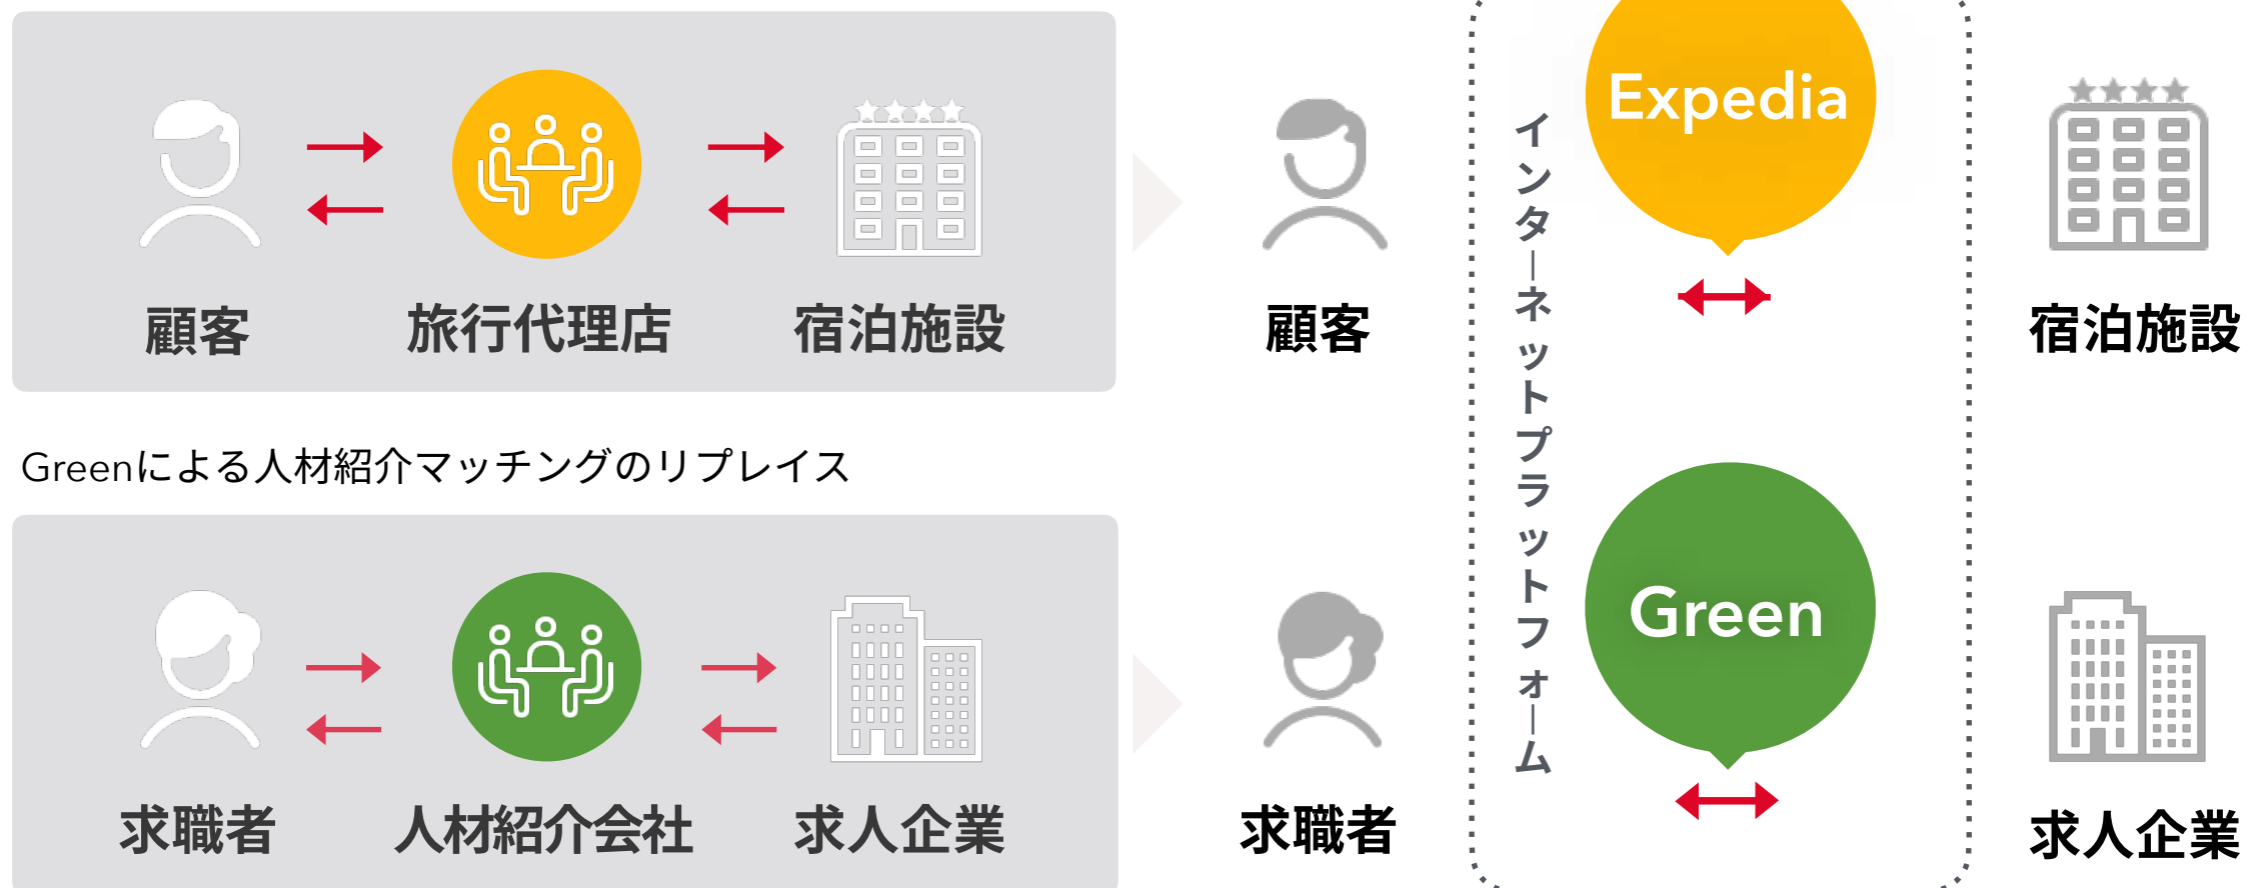 Expedia
インターネットプラットフォーム
顧客
旅行代理店
宿泊施設
顧客
宿泊施設
Greenによる人材紹介マッチングのリプレイス
Green
求職者
人材紹介会社
求人企業
求職者
求人企業